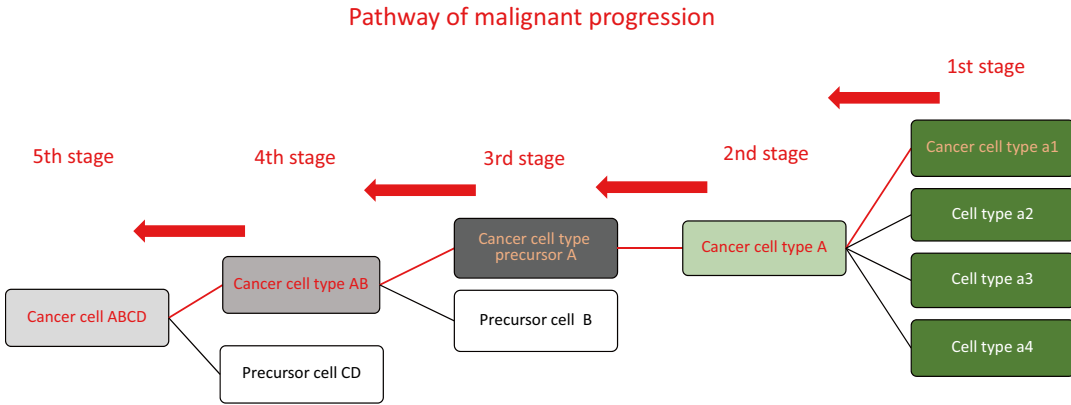 Pathway of malignant progression
1st stage
2nd stage
3rd stage
4th stage
5th stage
Cancer cell type a1
Cell type a2
Cell type a3
Cell type a4
Cancer cell type A
Cancer cell type
precursor A
Precursor cell  B
Cancer cell type AB
Precursor cell CD
Cancer cell ABCD